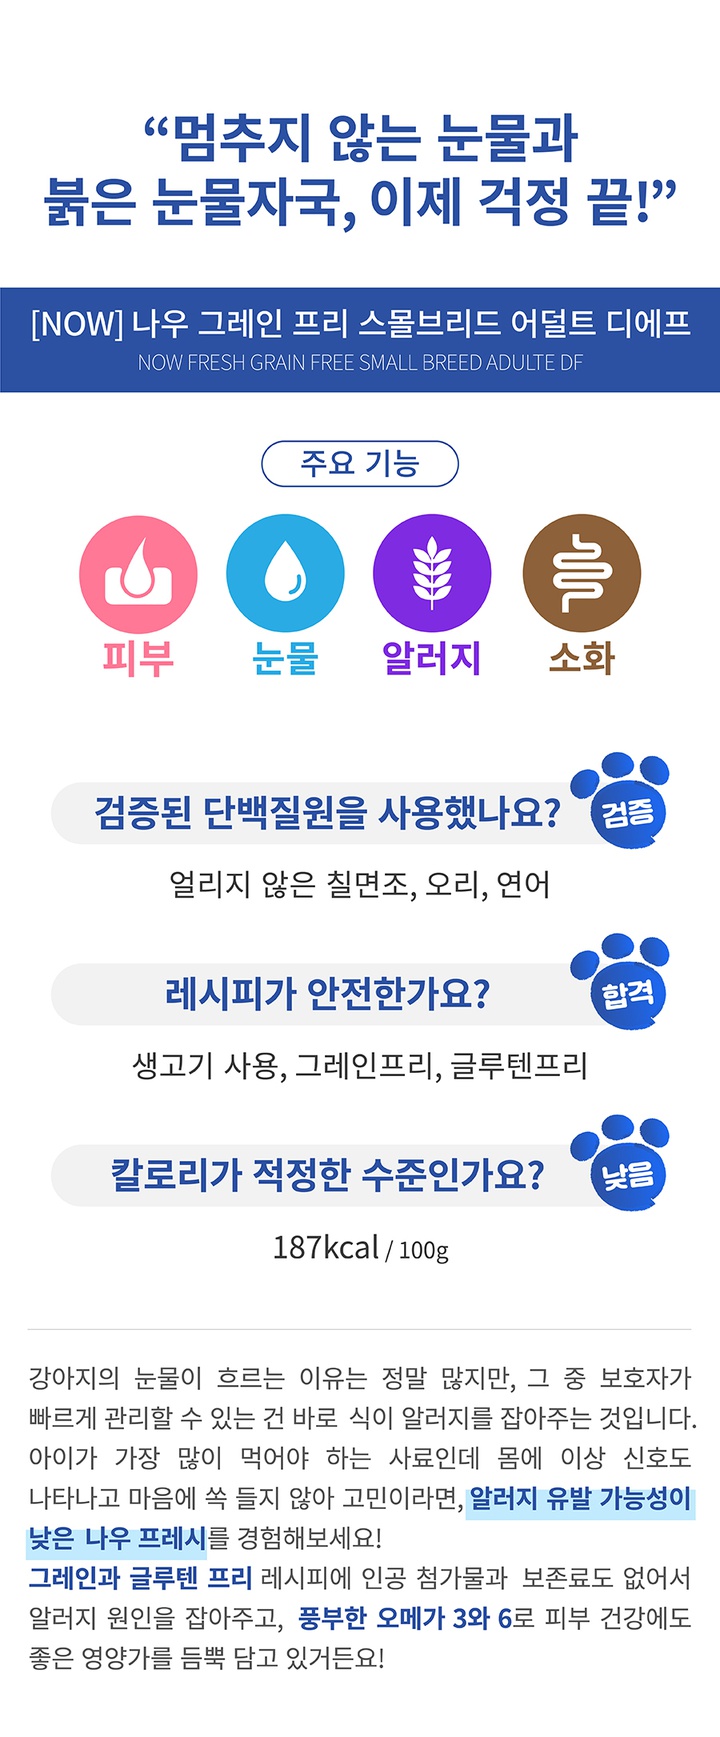 “멈추지 않는 눈물과
붉은 눈물자국, 이제 걱정 끝!”
[NOW] 나우 그레인 프리 스몰브리드 어덜트 디에프
NOW FRESH GRAIN FREE SMALL BREED ADULTE DF
주요 기능
피부 눈물 알러지 소화
검증된 단백질원을 사용했나요? 검증
얼리지 않은 칠면조, 오리, 연어
레시피가 안전한가요? 합격
생고기 사용, 그레인프리, 글루텐프리
칼로리가 적정한 수준인가요? 낮음
187kcal / 100g
강아지의 눈물이 흐르는 이유는 정말 많지만, 그 중 보호자가
빠르게 관리할 수 있는 건 바로 식이 알러지를 잡아주는 것입니다.
아이가 가장 많이 먹어야 하는 사료인데 몸에 이상 신호도
나타나고 마음에 쏙 들지 않아 고민이라면, 알러지 유발 가능성이
낮은 나우 프레시를 경험해보세요!
그레인과 글루텐 프리 레시피에 인공 첨가물과 보존료도 없어서
알러지 원인을 잡아주고, 풍부한 오메가 3와 6로 피부 건강에도
좋은 영양가를 듬뿍 담고 있거든요!